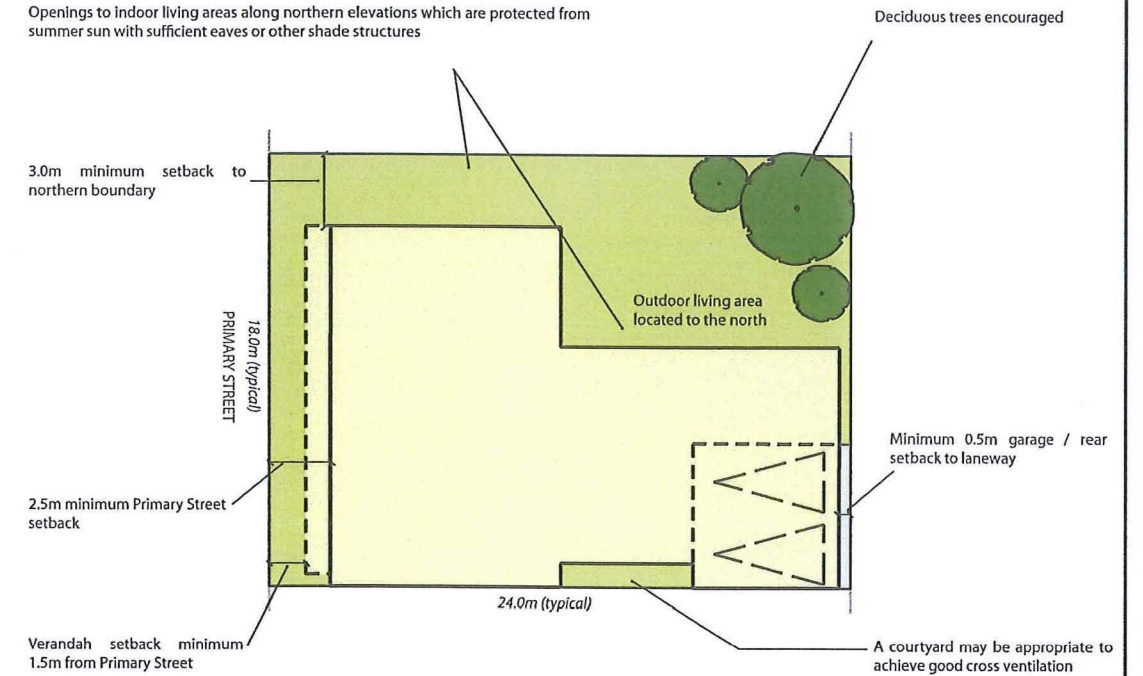 Openings to indoor living areas along northern elevations which are protected from
summer sun with sufficient eaves or other shade structures
Deciduous trees encouraged
3.0m minimum setback to
northern boundary
Outdoor living area
located to the north
18.0m (typical)
PRIMARY STREET
Minimum 0.5m garage / rear
setback to laneway
2.5m minimum Primary Street
setback
24.0m (typical)
Verandah setback minimum
1.5m from Primary Street
A courtyard may be appropriate to
achieve good cross ventilation